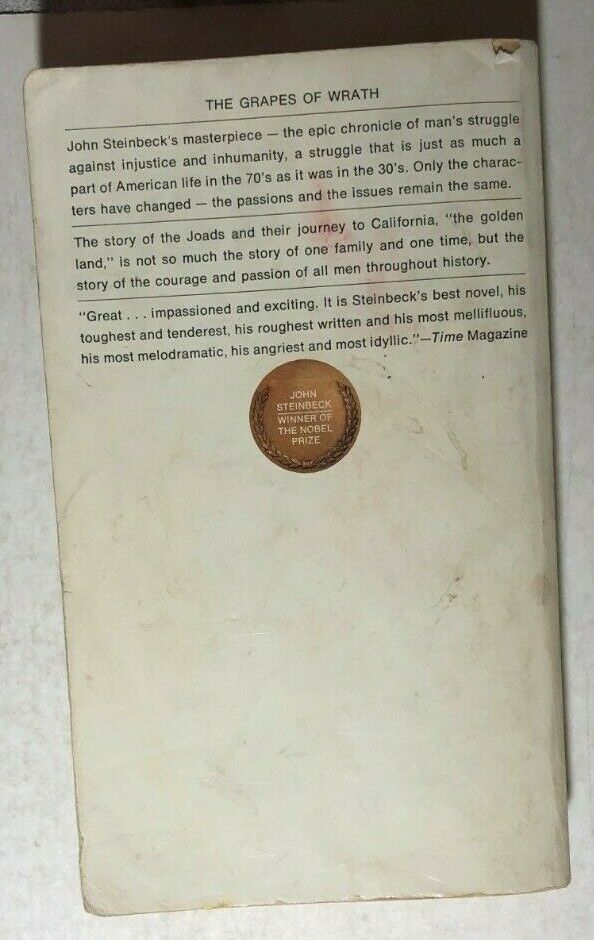 THE GRAPES OF WRATH
John Steinbeck's masterpiece — the epic chronicle of man's struggle
against injustice and inhumanity, a struggle that is just as much a
part of American life in the 70's as it was in the 30's. Only the charac-
ters have changed — the passions and the issues remain the same.
The story of the Joads and their journey to California, "the golden
land," is not so much the story of one family and one time, but the
story of the courage and passion of all men throughout history.
"Great . . . impassioned and exciting. It is Steinbeck's best novel, his
toughest and tenderest, his roughest written and his most mellifluous,
his most melodramatic, his angriest and most idyllic."—Time Magazine
JOHN
STEINBECK
WINNER OF
THE NOBEL
PRIZE